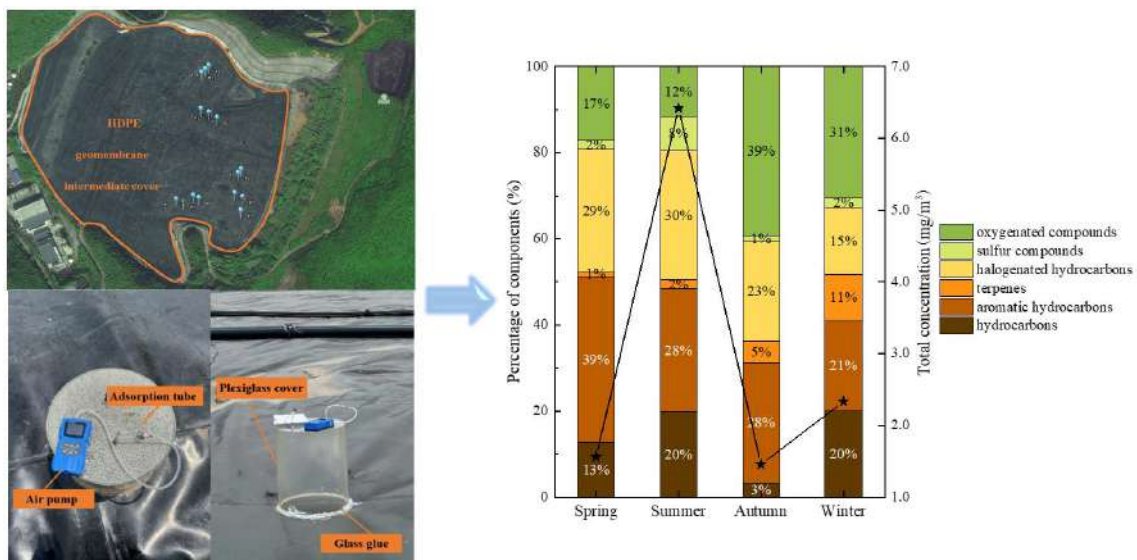 HDPE
geomembrane
intermediate cover
Adsorption tube
Air pump
Plexiglass cover
Glass glue
Percentage of components (%)
100
80
60
40
20
0
17%
2%
29%
1%
39%
13%
12%
8%
30%
2%
28%
20%
39%
1%
23%
5%
28%
3%
31%
2%
15%
11%
21%
20%
Spring
Summer
Autumn
Winter
7.0
6.0
5.0
4.0
3.0
2.0
1.0
Total concentration (mg/m³)
oxygenated compounds
sulfur compounds
halogenated hydrocarbons
terpenes
aromatic hydrocarbons
hydrocarbons